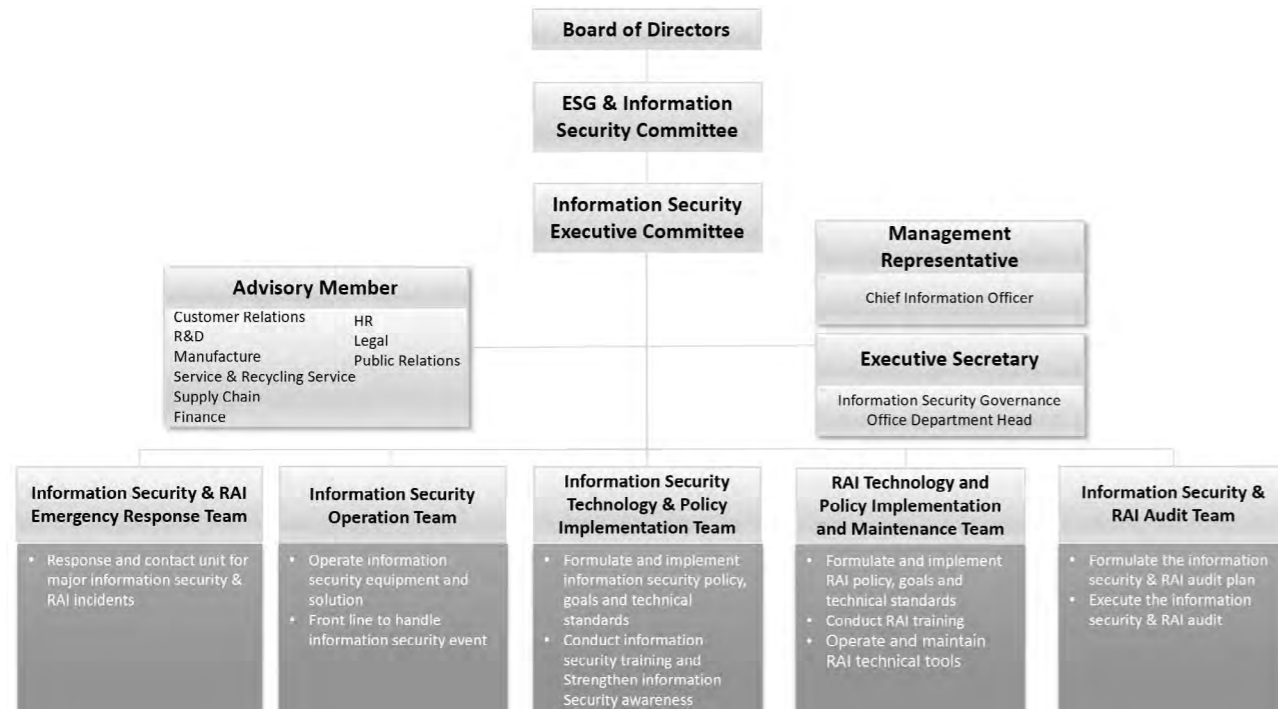 Board of Directors
ESG & Information
Security Committee
Information Security
Executive Committee
Management
Representative
Chief Information Officer
Advisory Member
Customer Relations
R&D
Manufacture
Service & Recycling Service
Supply Chain
Finance
HR
Legal
Public Relations
Executive Secretary
Information Security Governance
Office Department Head
Information Security & RAI
Emergency Response Team
• Response and contact unit for
major information security &
RAI incidents
Information Security
Operation Team
• Operate information
security equipment and
solution
• Front line to handle
information security event
Information Security
Technology & Policy
Implementation Team
• Formulate and implement
information security policy,
goals and technical
standards
• Conduct information
security training and
Strengthen information
Security awareness
RAI Technology and
Policy Implementation
and Maintenance Team
• Formulate and implement
RAI policy, goals and
technical standards
• Conduct RAI training
• Operate and maintain
RAI technical tools
Information Security &
RAI Audit Team
• Formulate the information
security & RAI audit plan
• Execute the information
security & RAI audit